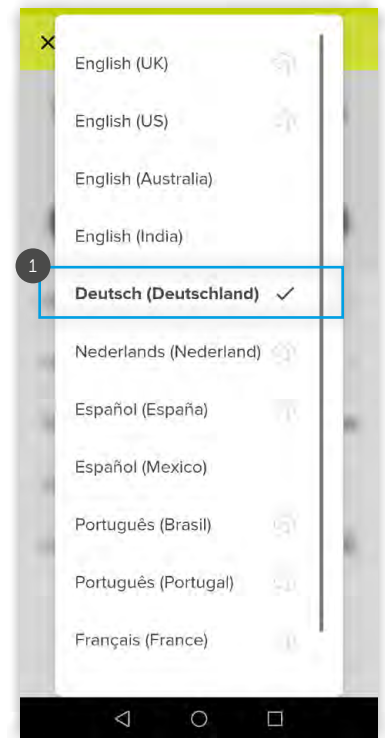 English (UK)
English (US)
English (Australia)
English (India)
1
Deutsch (Deutschland)
Nederlands (Nederland)
Español (España)
Español (Mexico)
Português (Brasil)
Português (Portugal)
Français (France)